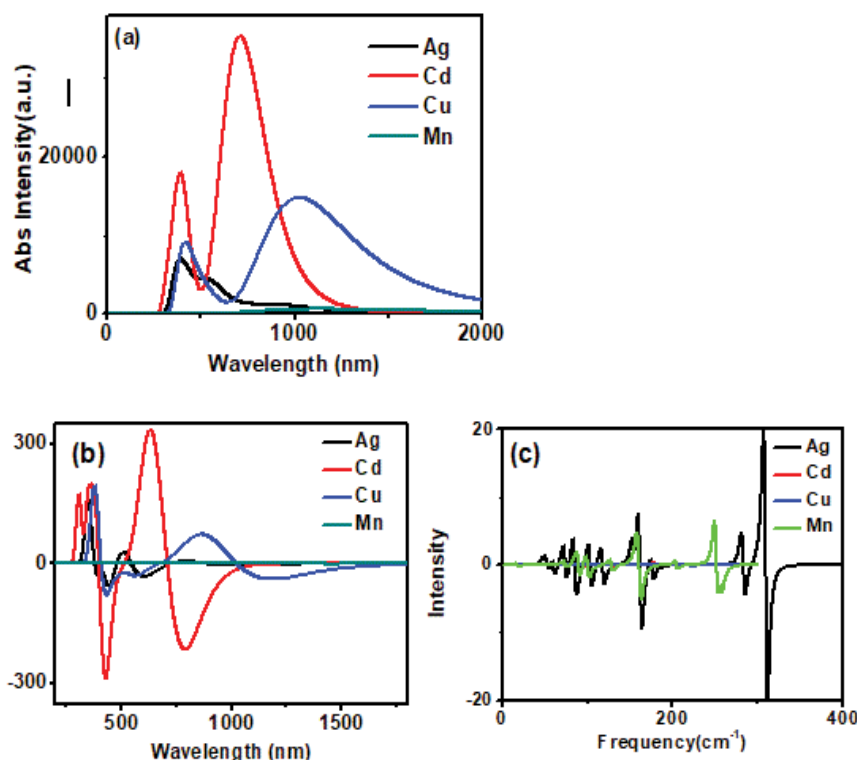 (a)
Ag
Cd
Cu
Mn
Abs Intensity(a.u.)
20000
0
0
1000
2000
Wavelength (nm)
(b)
Ag
Cd
Cu
Mn
300
0
-300
500
1000
1500
Wavelength (nm)
(c)
Ag
Cd
Cu
Mn
Intensity
20
0
-20
0
200
400
Frequency(cm⁻¹)